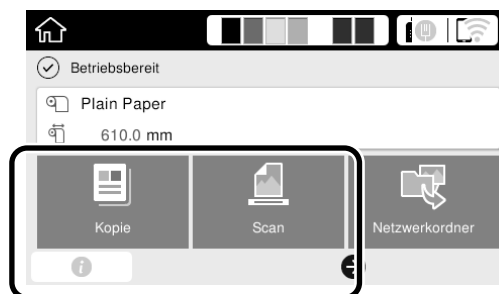 Betriebsbereit
Plain Paper
610.0 mm
Kopie Scan Netzwerkordner